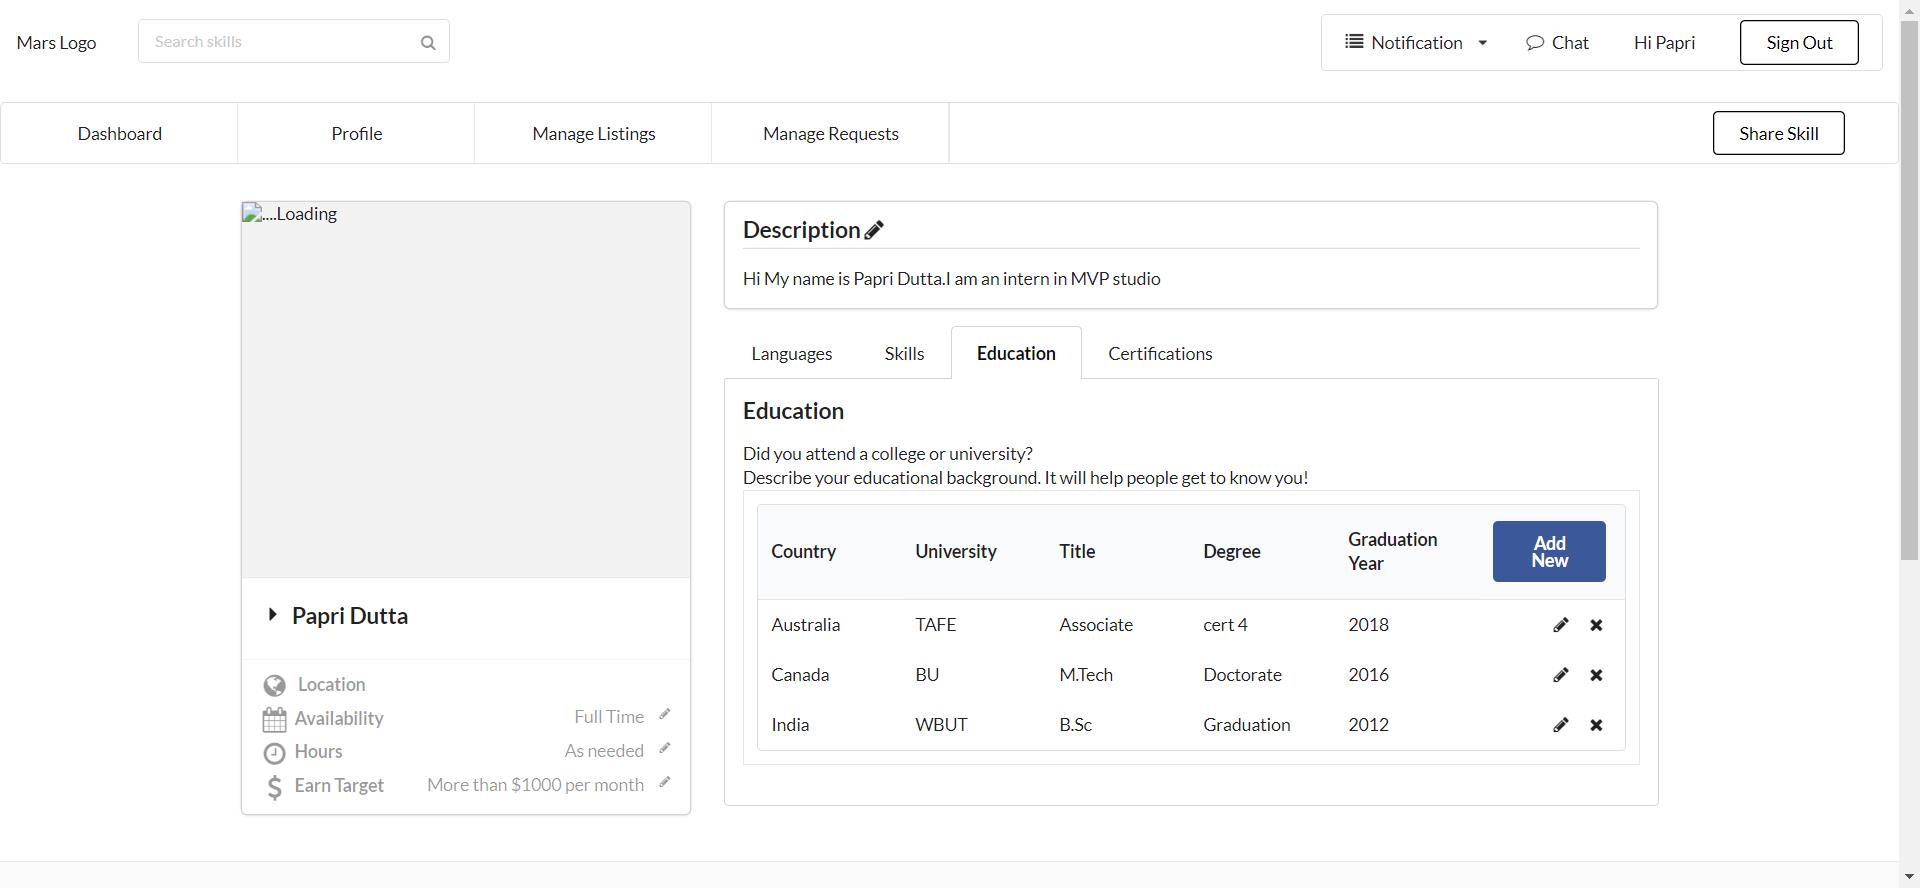 Mars Logo
Search skills
Notification
Chat
Hi Papri
Sign Out
Dashboard
Profile
Manage Listings
Manage Requests
Share Skill
....Loading
Papri Dutta
Location
Availability
Full Time
Hours
As needed
Earn Target
More than $1000 per month
Description
Hi My name is Papri Dutta.I am an intern in MVP studio
Languages
Skills
Education
Certifications
Education
Did you attend a college or university?
Describe your educational background. It will help people get to know you!
Country
University
Title
Degree
Graduation
Year
Add
New
Australia
TAFE
Associate
cert 4
2018
Canada
BU
M.Tech
Doctorate
2016
India
WBUT
B.Sc
Graduation
2012